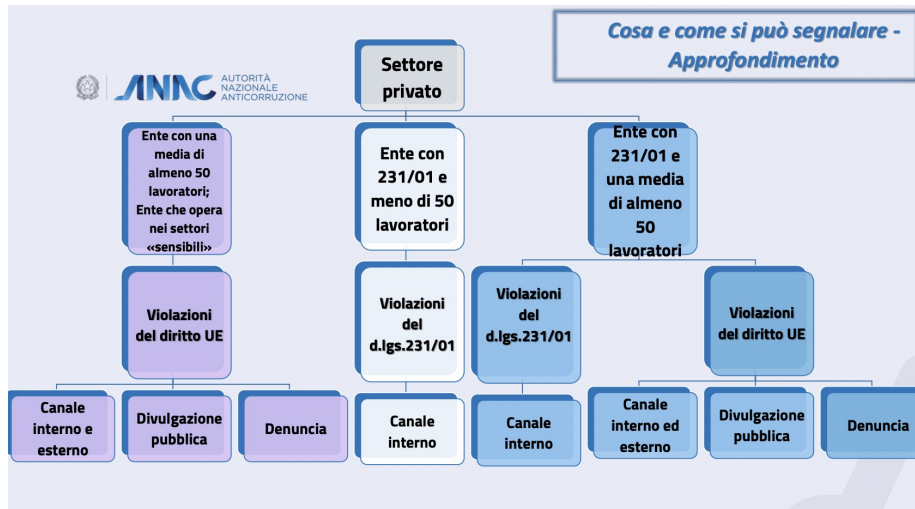 Cosa e come si può segnalare -
Approfondimento
ANAC
AUTORITÀ
NAZIONALE
ANTICORRUZIONE
Settore
privato
Ente con una
media di
almeno 50
lavoratori;
Ente che opera
nei settori
«sensibili»
Ente con
231/01 e
meno di 50
lavoratori
Ente con
231/01 e
una media
di almeno
50
lavoratori
Violazioni
del diritto UE
Violazioni
del
d.lgs.231/01
Violazioni
del
d.lgs.231/01
Violazioni
del diritto UE
Canale
interno e
esterno
Divulgazione
pubblica
Denuncia
Canale
interno
Canale
interno
Canale
interno ed
esterno
Divulgazione
pubblica
Denuncia